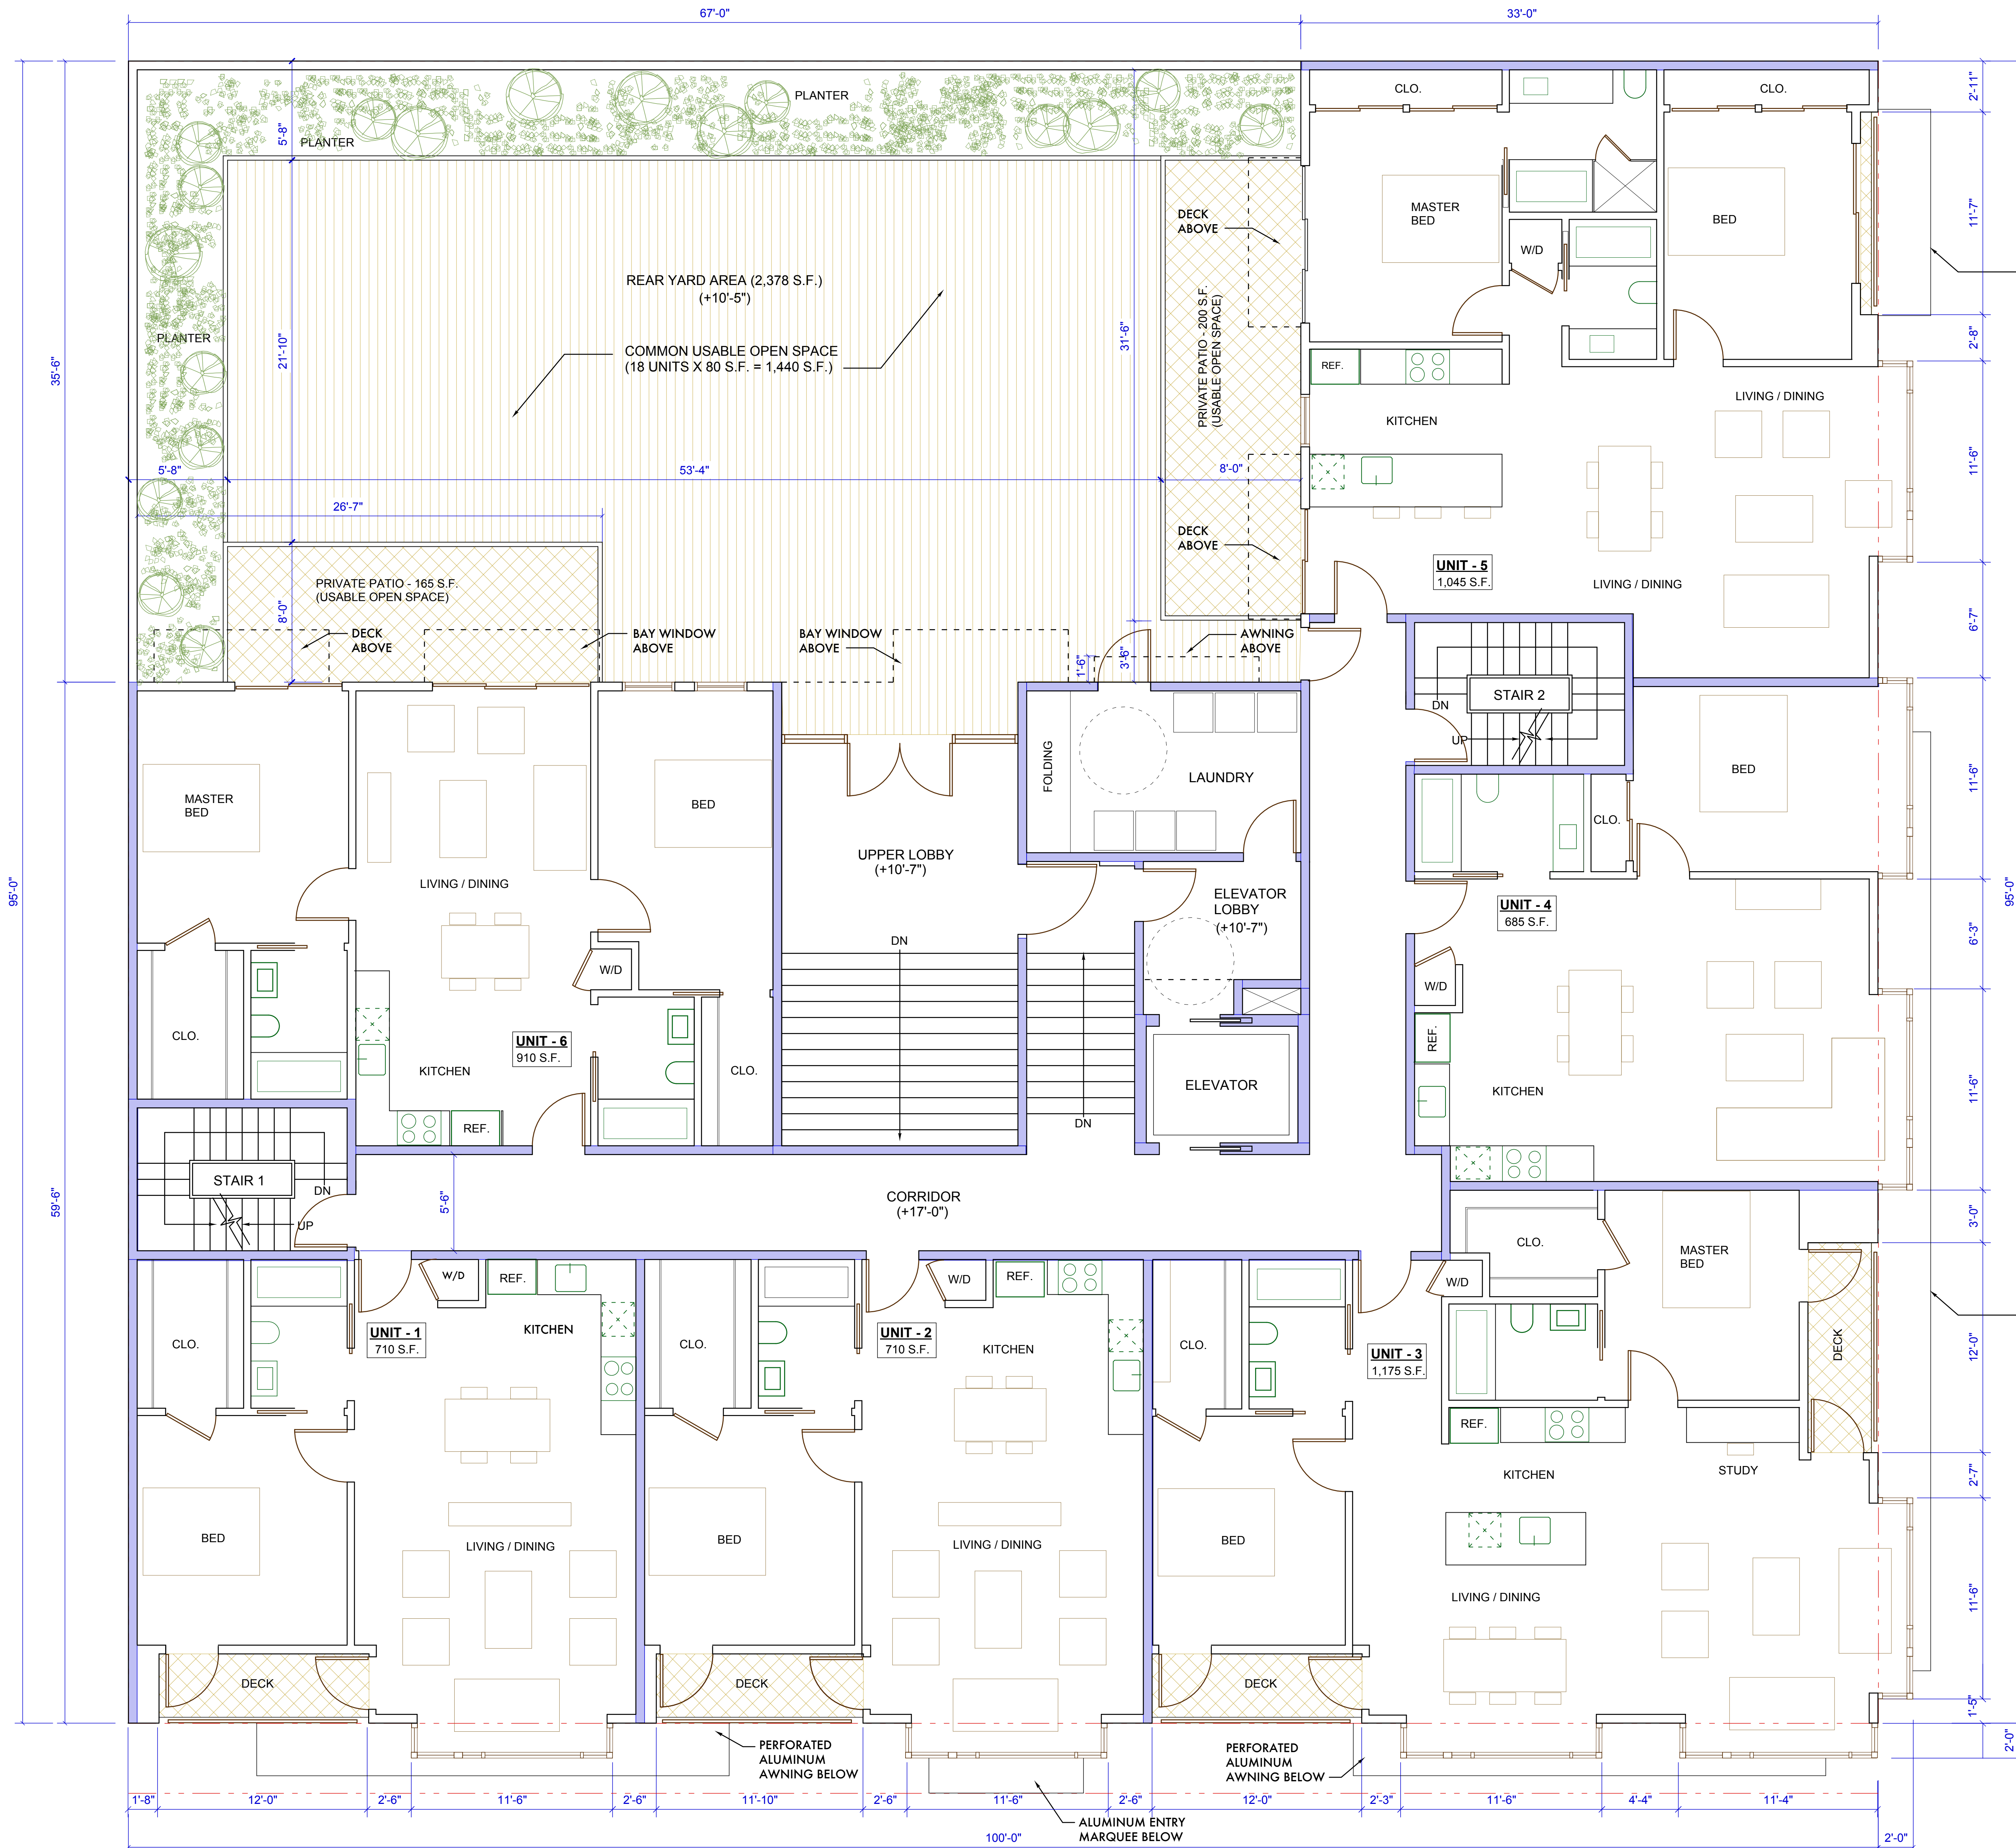 67'-0"
33'-0"
CLO.
CLO.
2'-11"
PLANTER
5'-8"
PLANTER
11'-7"
DECK
ABOVE
MASTER
BED
BED
W/D
REAR YARD AREA (2,378 S.F.)
(+10'-5")
PRIVATE PATIO - 200 S.F.
(USABLE OPEN SPACE)
PLANTER
21'-10"
31'-6"
2'-8"
35'-6"
COMMON USABLE OPEN SPACE
(18 UNITS X 80 S.F. = 1,440 S.F.)
REF.
LIVING / DINING
KITCHEN
11'-6"
5'-8"
53'-4"
8'-0"
26'-7"
DECK
ABOVE
UNIT - 5
1,045 S.F.
LIVING / DINING
PRIVATE PATIO - 165 S.F.
(USABLE OPEN SPACE)
8'-0"
6'-7"
DECK
ABOVE
BAY WINDOW
ABOVE
BAY WINDOW
ABOVE
AWNING
ABOVE
1'-6"
3'-6"
STAIR 2
DN
UP
FOLDING
LAUNDRY
BED
11'-6"
MASTER
BED
BED
CLO.
UPPER LOBBY
(+10'-7")
LIVING / DINING
95'-0"
95'-0"
ELEVATOR
LOBBY
(+10'-7")
UNIT - 4
685 S.F.
6'-3"
DN
W/D
W/D
REF.
CLO.
UNIT - 6
910 S.F.
KITCHEN
CLO.
ELEVATOR
KITCHEN
11'-6"
REF.
DN
STAIR 1
DN
UP
59'-6"
5'-6"
CORRIDOR
(+17'-0")
3'-0"
CLO.
MASTER
BED
W/D
REF.
W/D
REF.
W/D
CLO.
UNIT - 1
710 S.F.
KITCHEN
CLO.
UNIT - 2
710 S.F.
KITCHEN
CLO.
UNIT - 3
1,175 S.F.
DECK
12'-0"
REF.
KITCHEN
STUDY
2'-7"
BED
LIVING / DINING
BED
LIVING / DINING
BED
LIVING / DINING
11'-6"
DECK
DECK
DECK
1'-5"
2'-0"
PERFORATED
ALUMINUM
AWNING BELOW
PERFORATED
ALUMINUM
AWNING BELOW
1'-8"
12'-0"
2'-6"
11'-6"
2'-6"
11'-10"
2'-6"
11'-6"
2'-6"
12'-0"
2'-3"
11'-6"
4'-4"
11'-4"
ALUMINUM ENTRY
MARQUEE BELOW
100'-0"
2'-0"